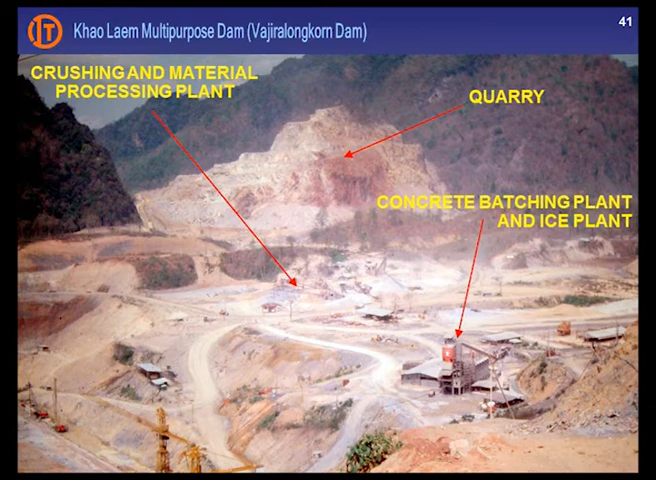 Khao Laem Multipurpose Dam (Vajiralongkorn Dam)
41
CRUSHING AND MATERIAL
PROCESSING PLANT
QUARRY
CONCRETE BATCHING PLANT
AND ICE PLANT